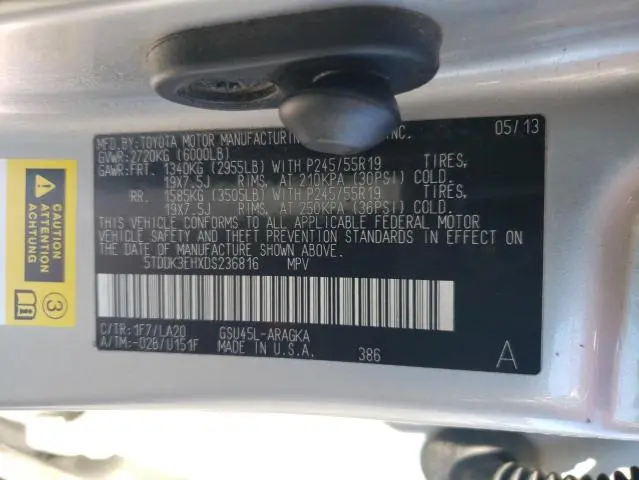 MFD.BY:TOYOTA MOTOR MANUFACTURIN INC. 05/13
GVWR:2720KG (6000LB)
GAWR:FRT. 1340KG (2955LB) WITH P245/55R19 TIRES,
19X7.5J RIMS, AT 210KPA (30PSI) COLD.
RR. 1585KG (3505LB) WITH P245/55R19 TIRES,
19X7.5J RIMS, AT 250KPA (36PSI) COLD.
THIS VEHICLE CONFORMS TO ALL APPLICABLE FEDERAL MOTOR
VEHICLE SAFETY AND THEFT PREVENTION STANDARDS IN EFFECT
ON THE DATE OF MANUFACTURE SHOWN ABOVE.
5TDDK3EHXDS236816 MPV
C/TR:1F7/LA20 GSU45L-ARAGKA
A/TM:-02B/U151F MADE IN U.S.A. 386 A
CAUTION
ATTENTION
ACHTUNG
3